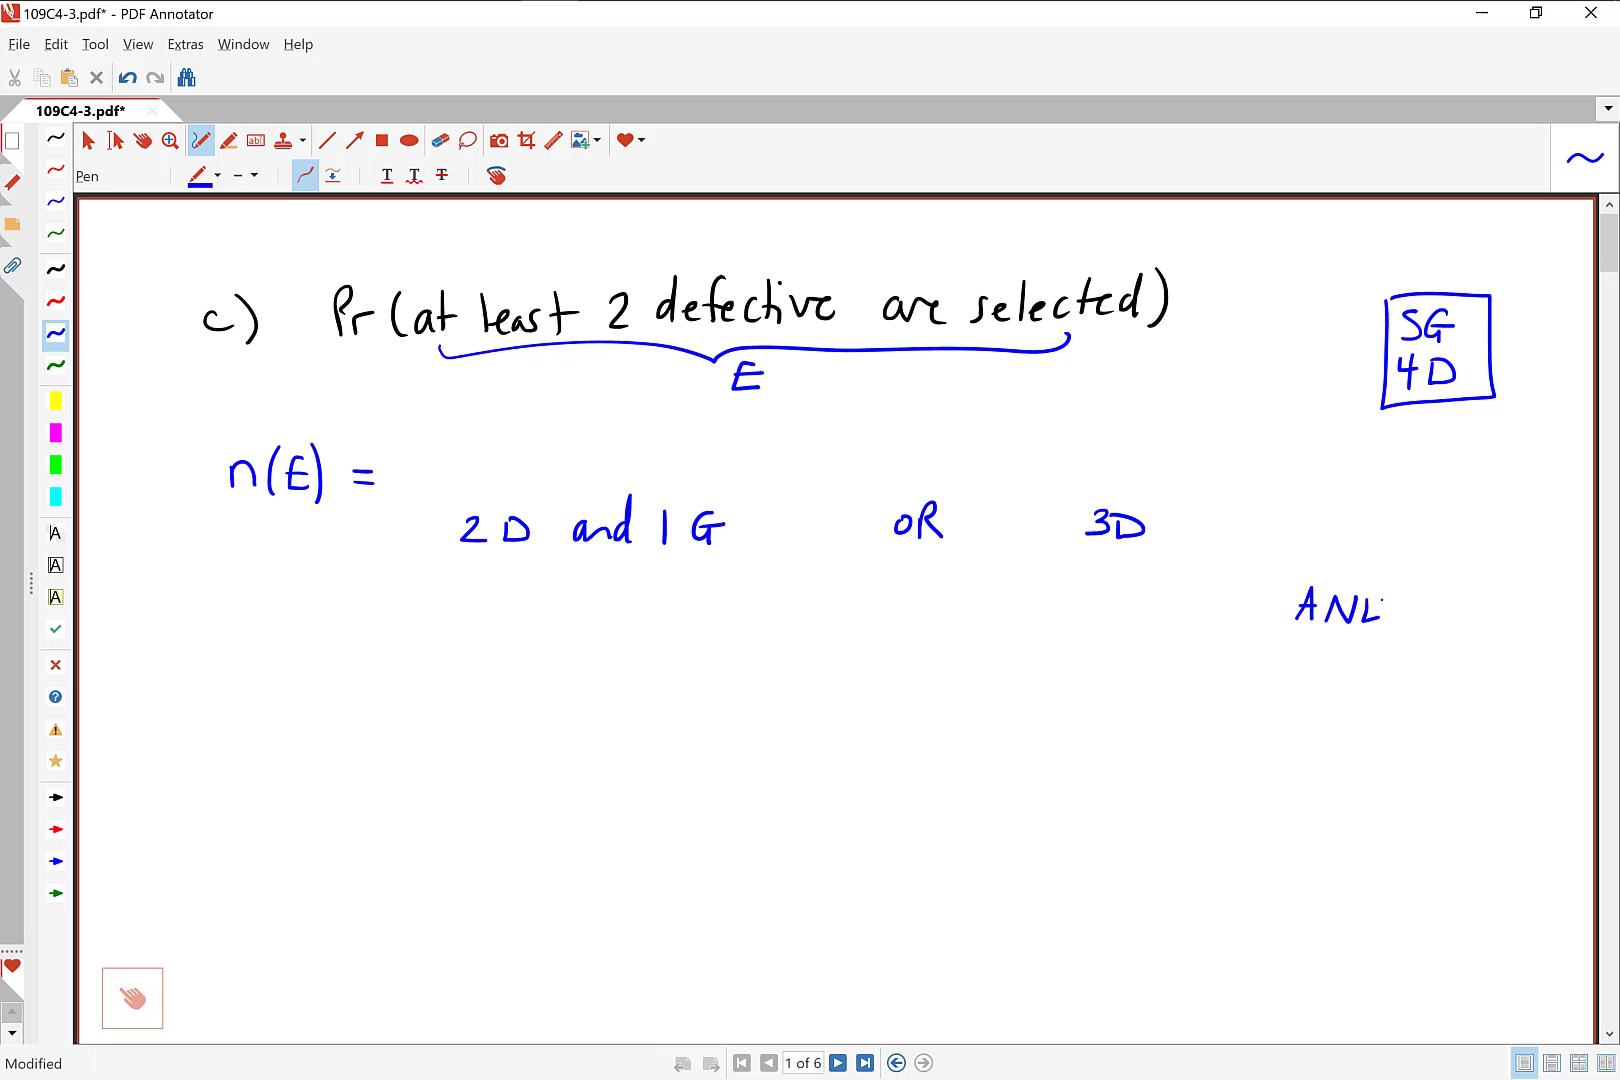 109C4-3.pdf* - PDF Annotator
File Edit Tool View Extras Window Help
109C4-3.pdf*
Pen
c) Pr(at least 2 defective are selected)
E
5G
4D
n(E) =
2D and 1G OR 3D
ANL
Modified
1 of 6